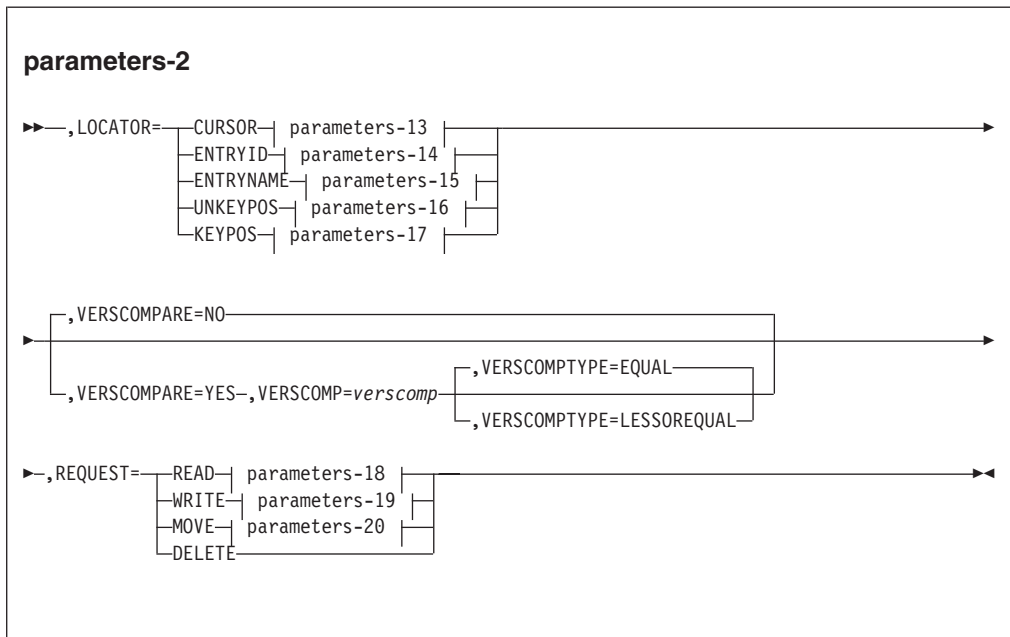 parameters-2
,LOCATOR= CURSOR parameters-13
ENTRYID parameters-14
ENTRYNAME parameters-15
UNKEYPOS parameters-16
KEYPOS parameters-17
,VERSCOMPARE=NO
,VERSCOMPTYPE=EQUAL
,VERSCOMPARE=YES ,VERSCOMP=verscomp
,VERSCOMPTYPE=LESSOREQUAL
,REQUEST= READ parameters-18
WRITE parameters-19
MOVE parameters-20
DELETE